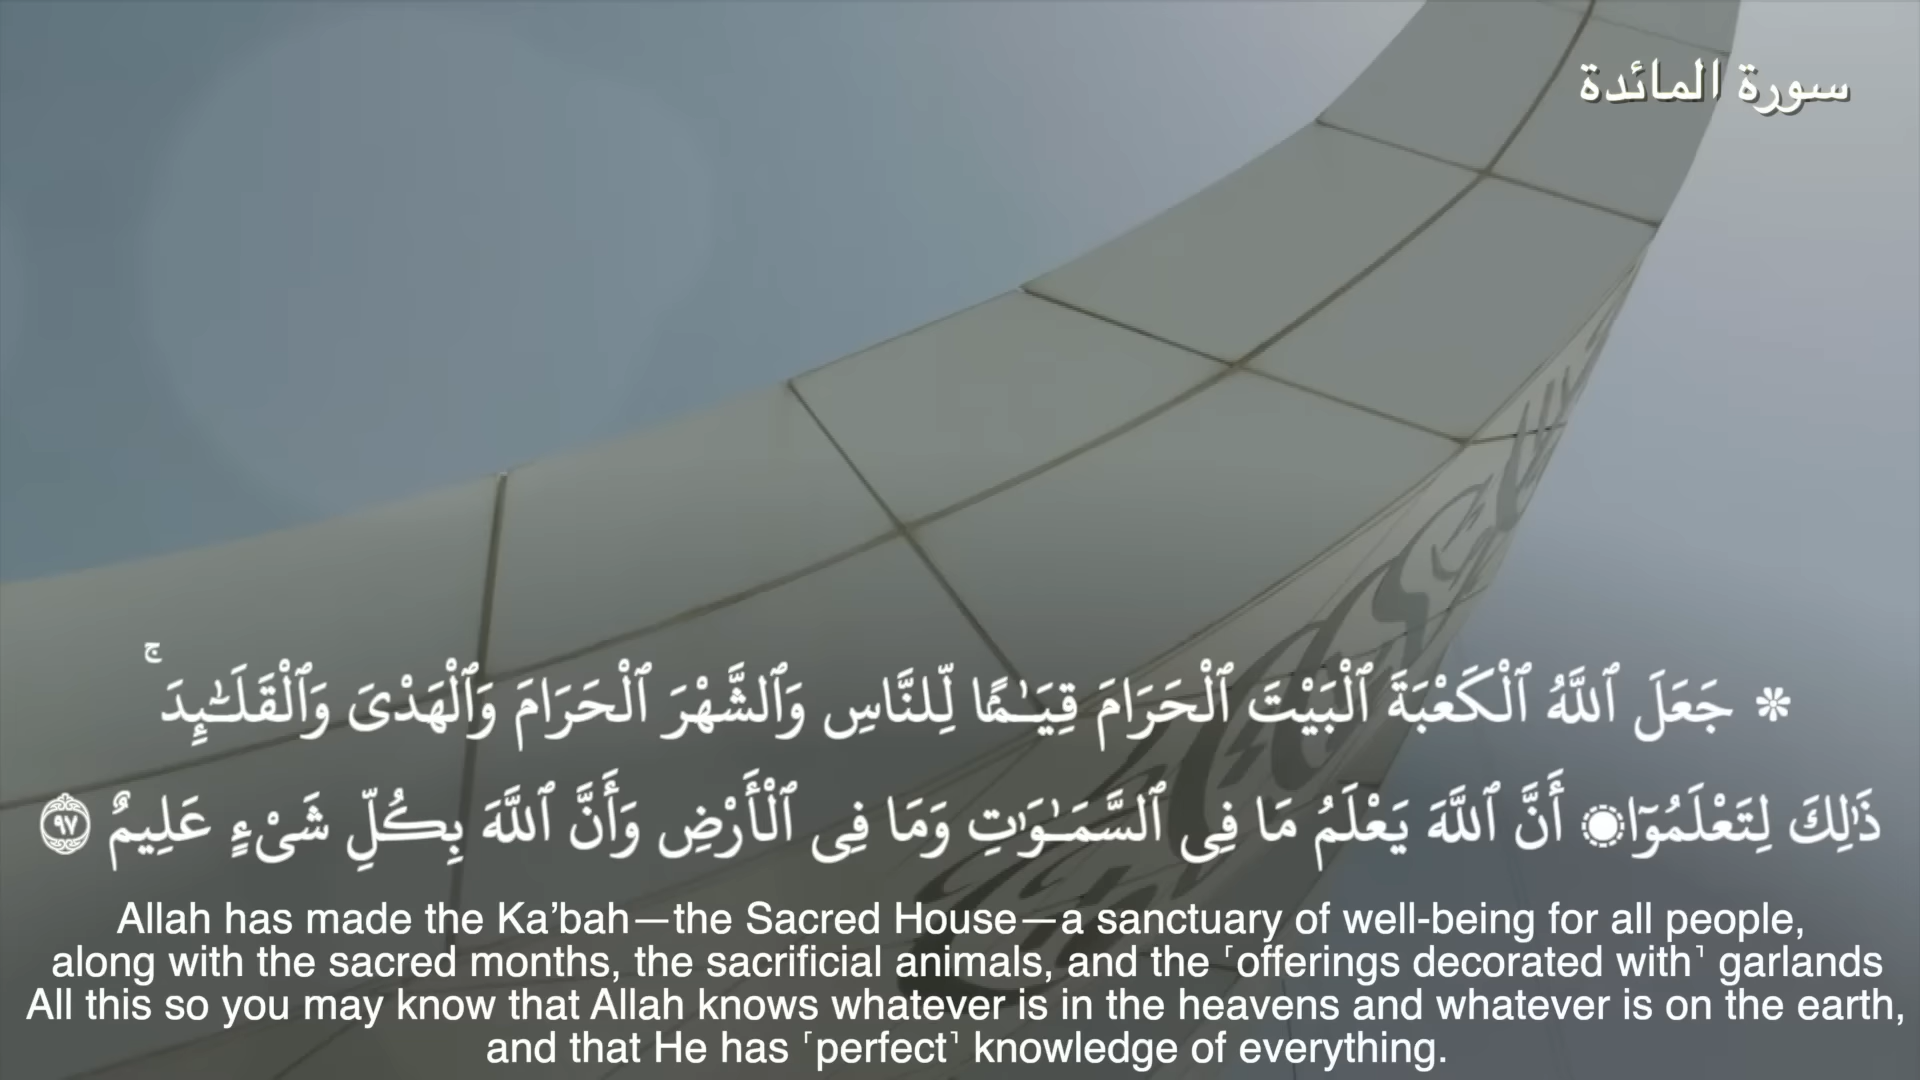 سورة المائدة
۞ جَعَلَ ٱللَّهُ ٱلْكَعْبَةَ ٱلْبَيْتَ ٱلْحَرَامَ قِيَـٰمًا لِّلنَّاسِ وَٱلشَّهْرَ ٱلْحَرَامَ وَٱلْهَدْىَ وَٱلْقَلَـٰٓئِدَ ۚ
ذَٰلِكَ لِتَعْلَمُوٓا۟ أَنَّ ٱللَّهَ يَعْلَمُ مَا فِى ٱلسَّمَـٰوَٰتِ وَمَا فِى ٱلْأَرْضِ وَأَنَّ ٱللَّهَ بِكُلِّ شَىْءٍ عَلِيمٌ ٩٧
Allah has made the Ka’bah—the Sacred House—a sanctuary of well-being for all people,
along with the sacred months, the sacrificial animals, and the ˹offerings decorated with˺ garlands
All this so you may know that Allah knows whatever is in the heavens and whatever is on the earth,
and that He has ˹perfect˺ knowledge of everything.